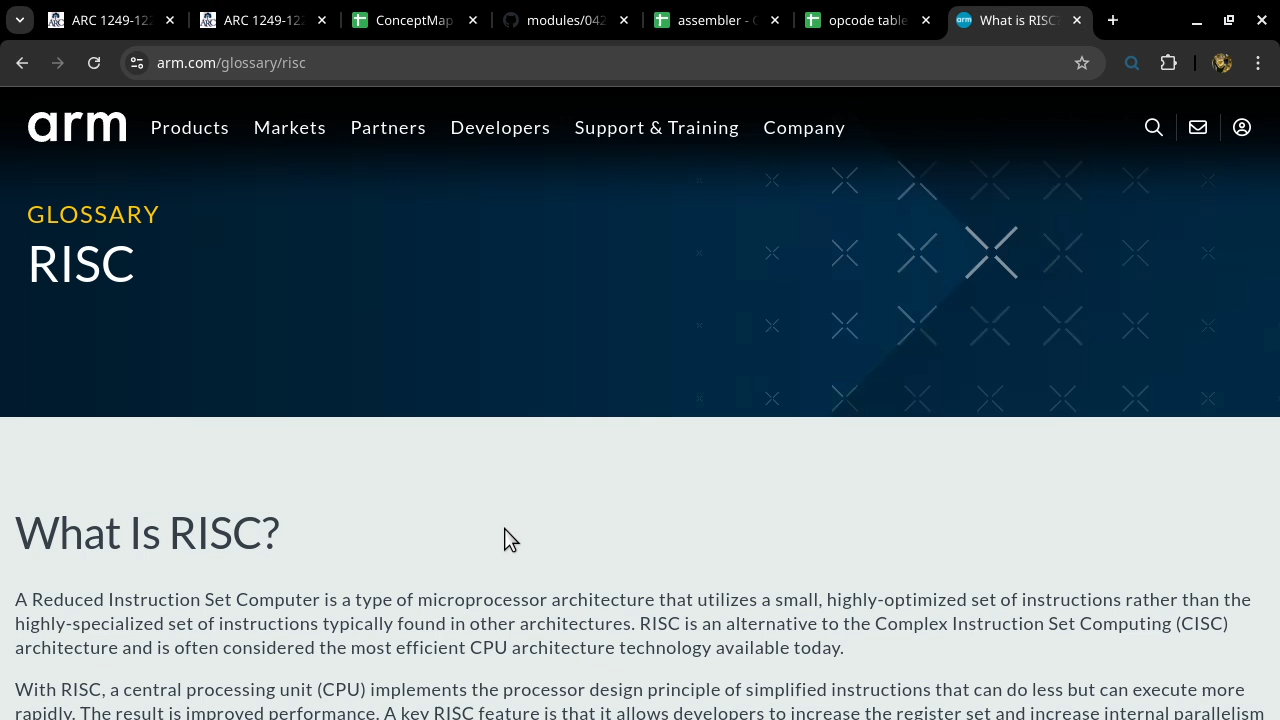 ARC 1249-122
ARC 1249-122
ConceptMap
modules/042
assembler - G
opcode table
What is RISC
arm.com/glossary/risc
arm Products Markets Partners Developers Support & Training Company
GLOSSARY
RISC
What Is RISC?
A Reduced Instruction Set Computer is a type of microprocessor architecture that utilizes a small, highly-optimized set of instructions rather than the
highly-specialized set of instructions typically found in other architectures. RISC is an alternative to the Complex Instruction Set Computing (CISC)
architecture and is often considered the most efficient CPU architecture technology available today.
With RISC, a central processing unit (CPU) implements the processor design principle of simplified instructions that can do less but can execute more
rapidly. The result is improved performance. A key RISC feature is that it allows developers to increase the register set and increase internal parallelism